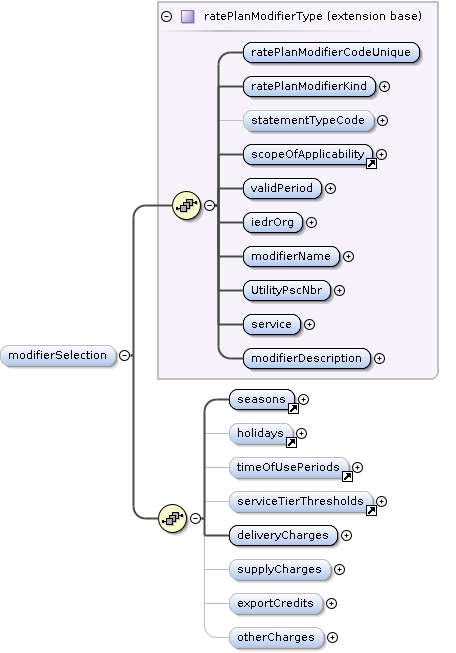 ratePlanModifierType (extension base)
ratePlanModifierCodeUnique
ratePlanModifierKind
statementTypeCode
scopeOfApplicability
validPeriod
iedrOrg
modifierName
UtilityPscNbr
service
modifierDescription
modifierSelection
seasons
holidays
timeOfUsePeriods
serviceTierThresholds
deliveryCharges
supplyCharges
exportCredits
otherCharges